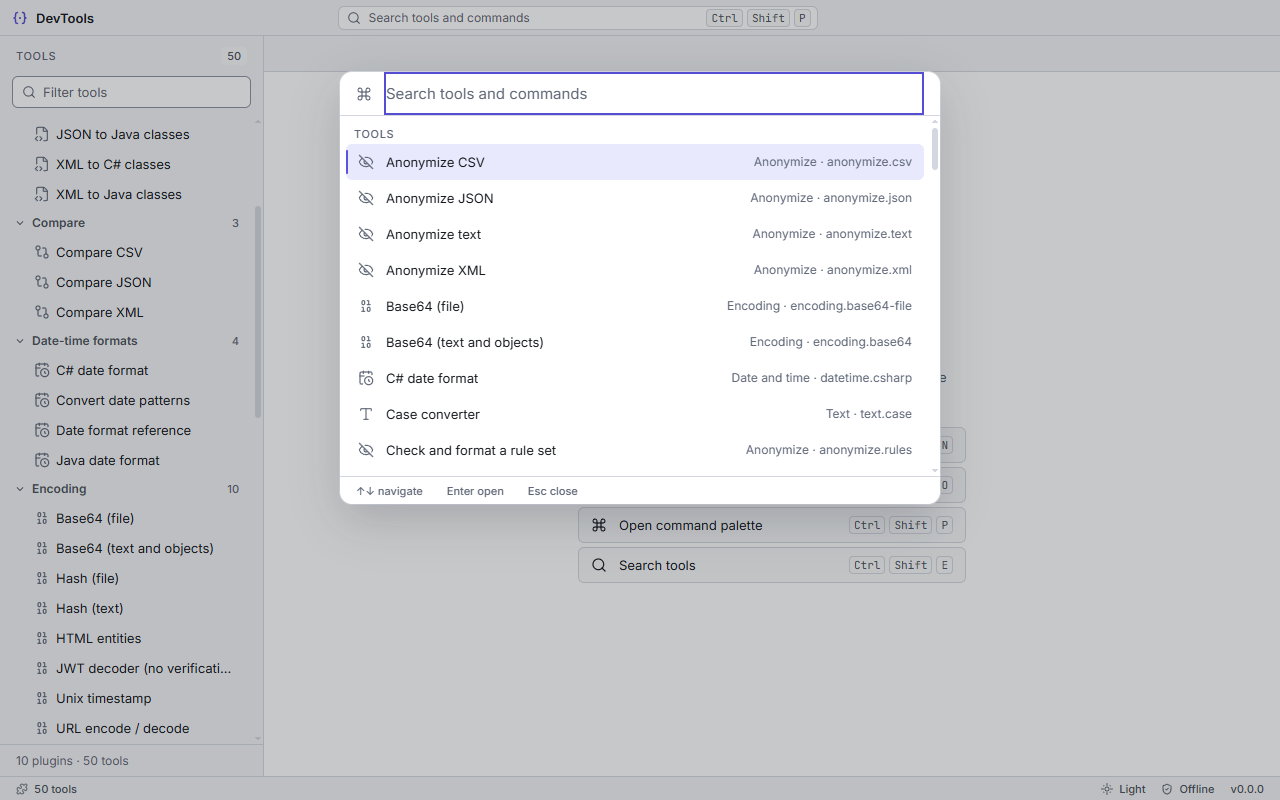 DevTools
Search tools and commands
Ctrl Shift P
TOOLS 50
Filter tools
JSON to Java classes
XML to C# classes
XML to Java classes
Compare 3
Compare CSV
Compare JSON
Compare XML
Date-time formats 4
C# date format
Convert date patterns
Date format reference
Java date format
Encoding 10
Base64 (file)
Base64 (text and objects)
Hash (file)
Hash (text)
HTML entities
JWT decoder (no verificati...
Unix timestamp
URL encode / decode
10 plugins · 50 tools
Search tools and commands
TOOLS
Anonymize CSV Anonymize · anonymize.csv
Anonymize JSON Anonymize · anonymize.json
Anonymize text Anonymize · anonymize.text
Anonymize XML Anonymize · anonymize.xml
Base64 (file) Encoding · encoding.base64-file
Base64 (text and objects) Encoding · encoding.base64
C# date format Date and time · datetime.csharp
Case converter Text · text.case
Check and format a rule set Anonymize · anonymize.rules
↑↓ navigate Enter open Esc close
e
N
O
Open command palette Ctrl Shift P
Search tools Ctrl Shift E
50 tools
Light Offline v0.0.0